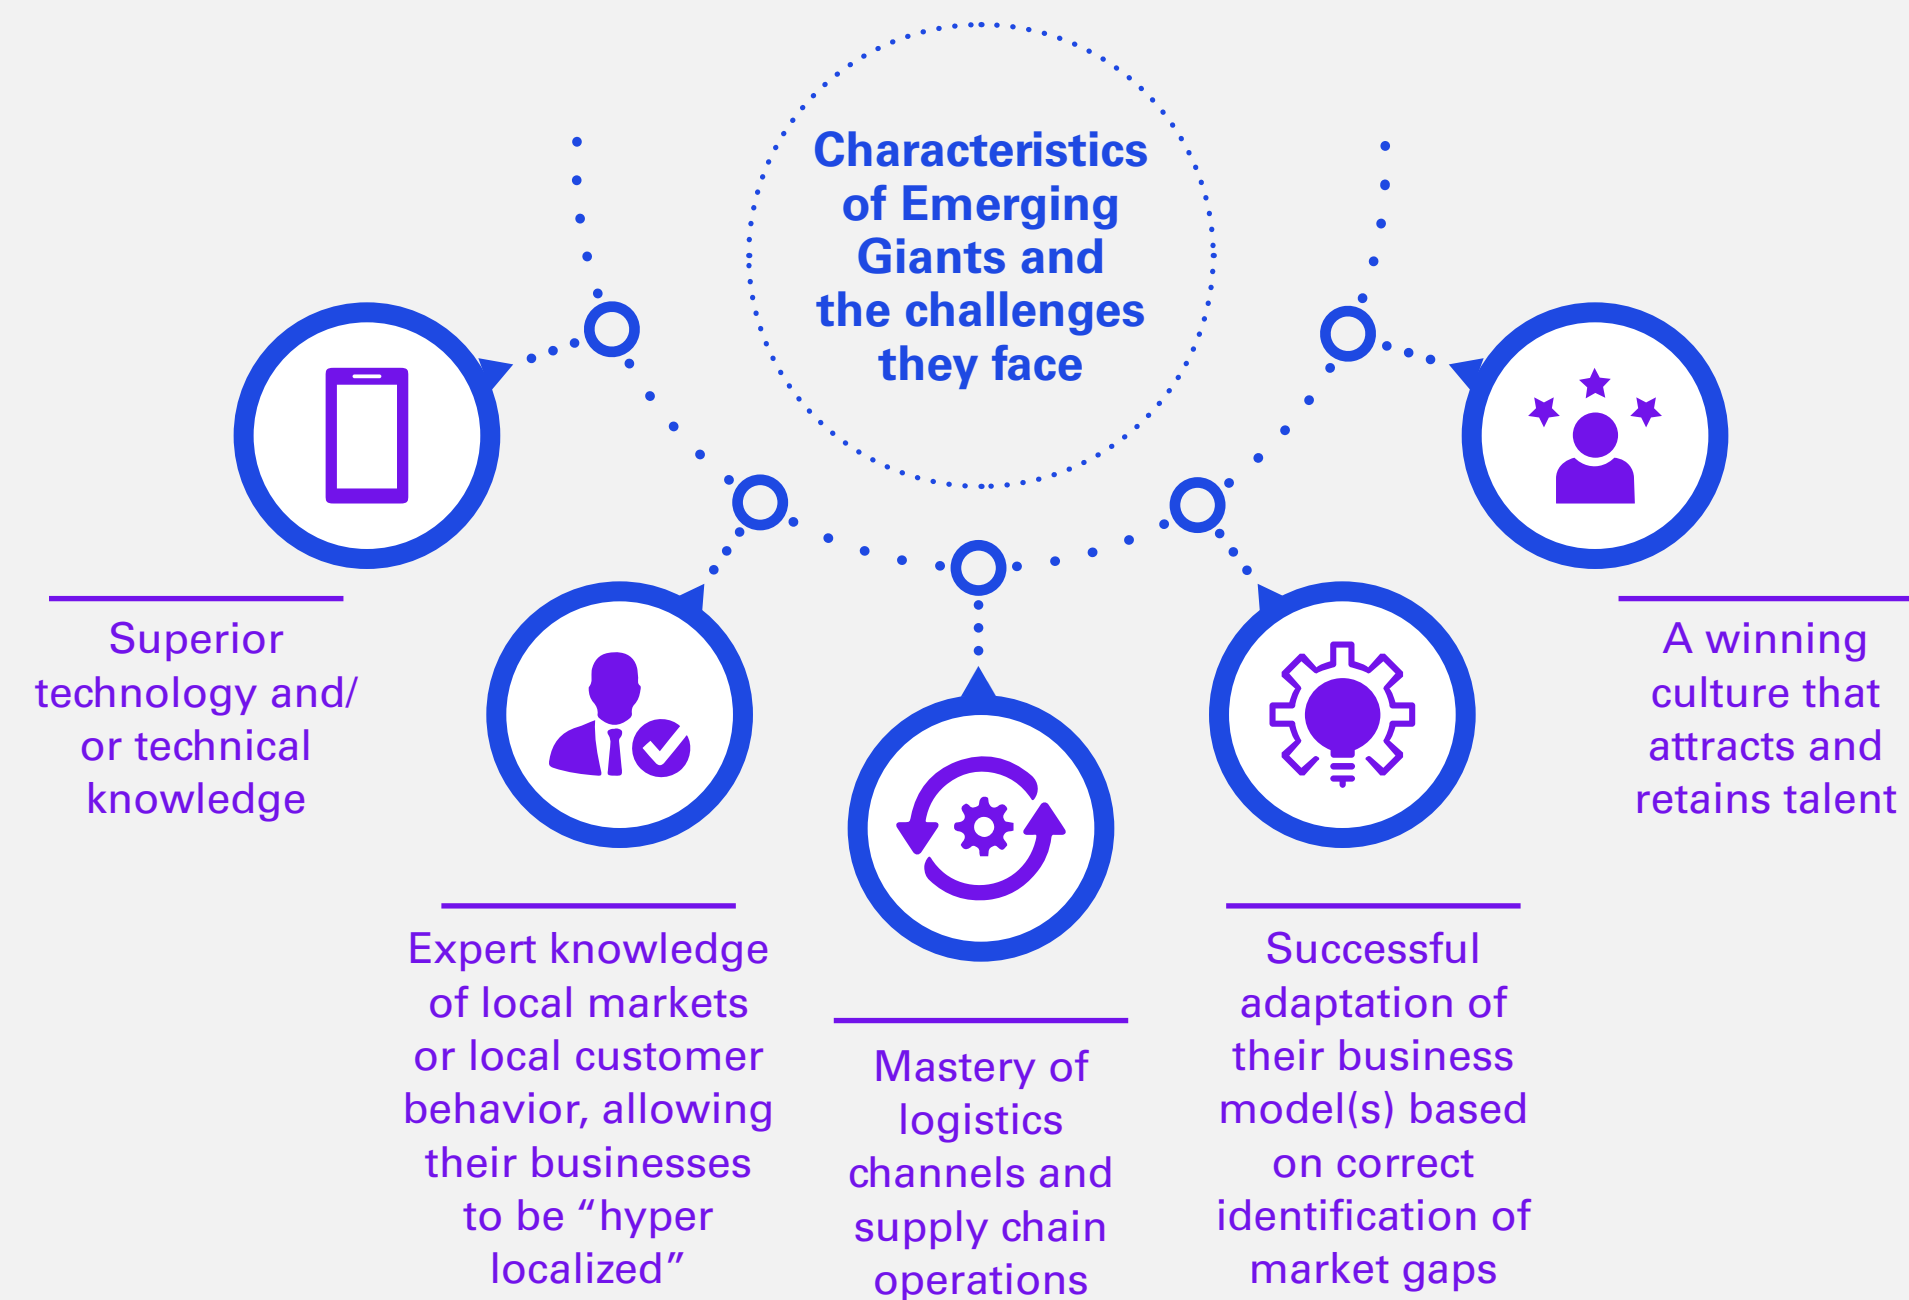 Characteristics
of Emerging
Giants and
the challenges
they face
Superior
technology and/
or technical
knowledge
Expert knowledge
of local markets
or local customer
behavior, allowing
their businesses
to be “hyper
localized”
Mastery of
logistics
channels and
supply chain
operations
Successful
adaptation of
their business
model(s) based
on correct
identification of
market gaps
A winning
culture that
attracts and
retains talent